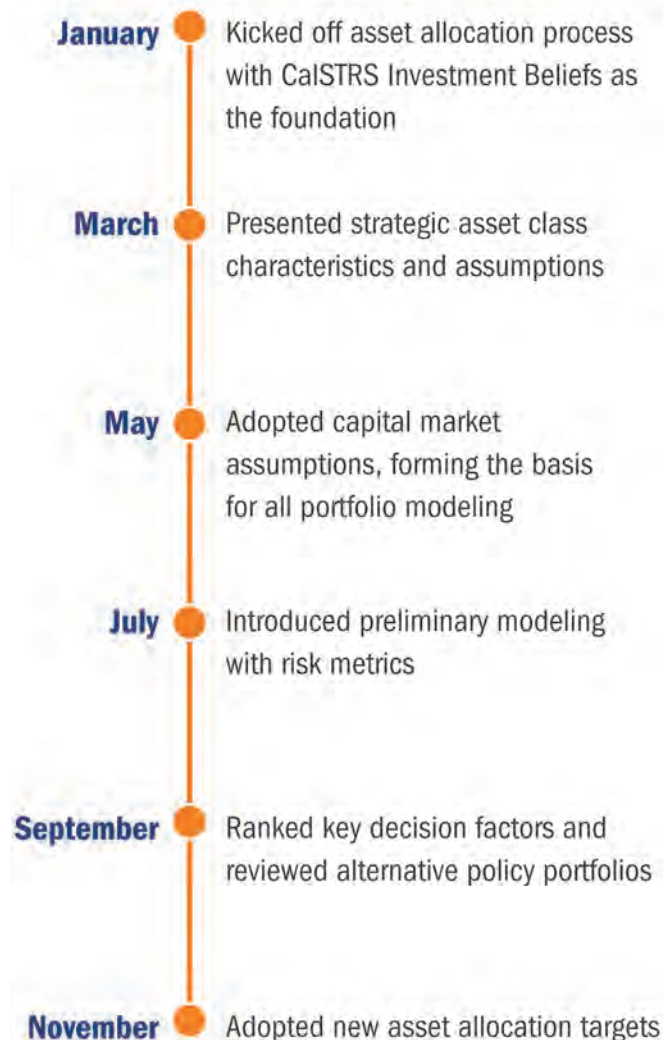 January
Kicked off asset allocation process
with CalSTRS Investment Beliefs as
the foundation
March
Presented strategic asset class
characteristics and assumptions
May
Adopted capital market
assumptions, forming the basis
for all portfolio modeling
July
Introduced preliminary modeling
with risk metrics
September
Ranked key decision factors and
reviewed alternative policy portfolios
November
Adopted new asset allocation targets